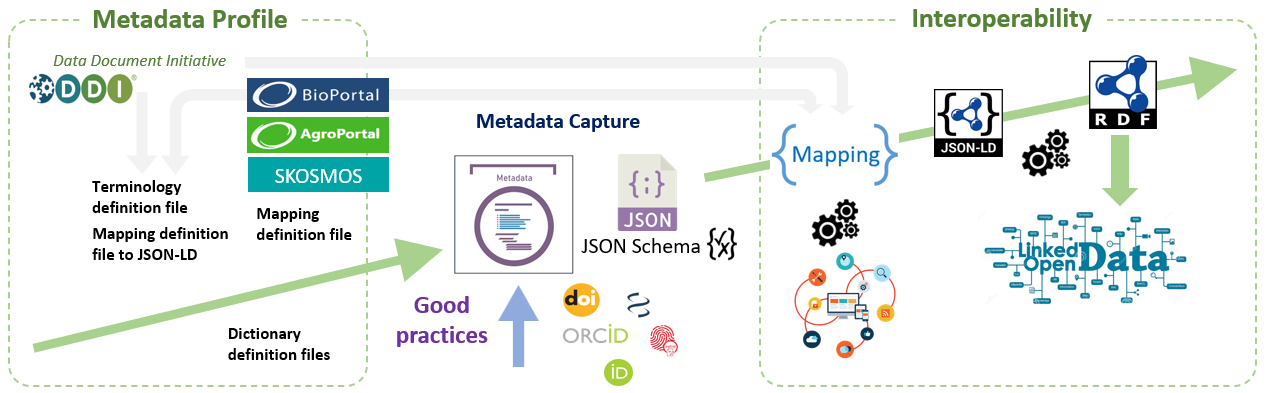 Metadata Profile
Data Document Initiative
DDI®
BioPortal
AgroPortal
SKOSMOS
Terminology
definition file
Mapping definition
file to JSON-LD
Mapping
definition file
Dictionary
definition files
Metadata Capture
Metadata
{;}
JSON
JSON Schema
Good
practices
doi
ORCID
iD
Interoperability
{Mapping}
JSON-LD
RDF
Linked
Open
Data